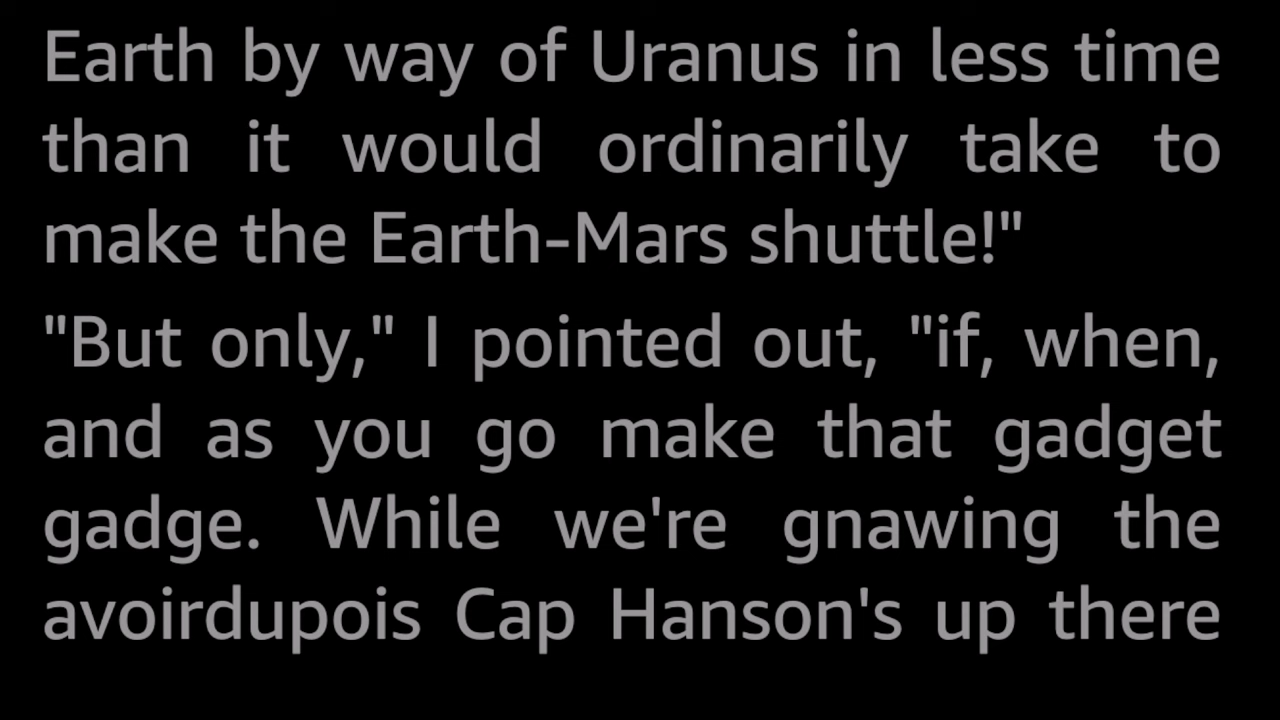 Earth by way of Uranus in less time
than it would ordinarily take to
make the Earth-Mars shuttle!"
"But only," I pointed out, "if, when,
and as you go make that gadget
gadge. While we're gnawing the
avoirdupois Cap Hanson's up there